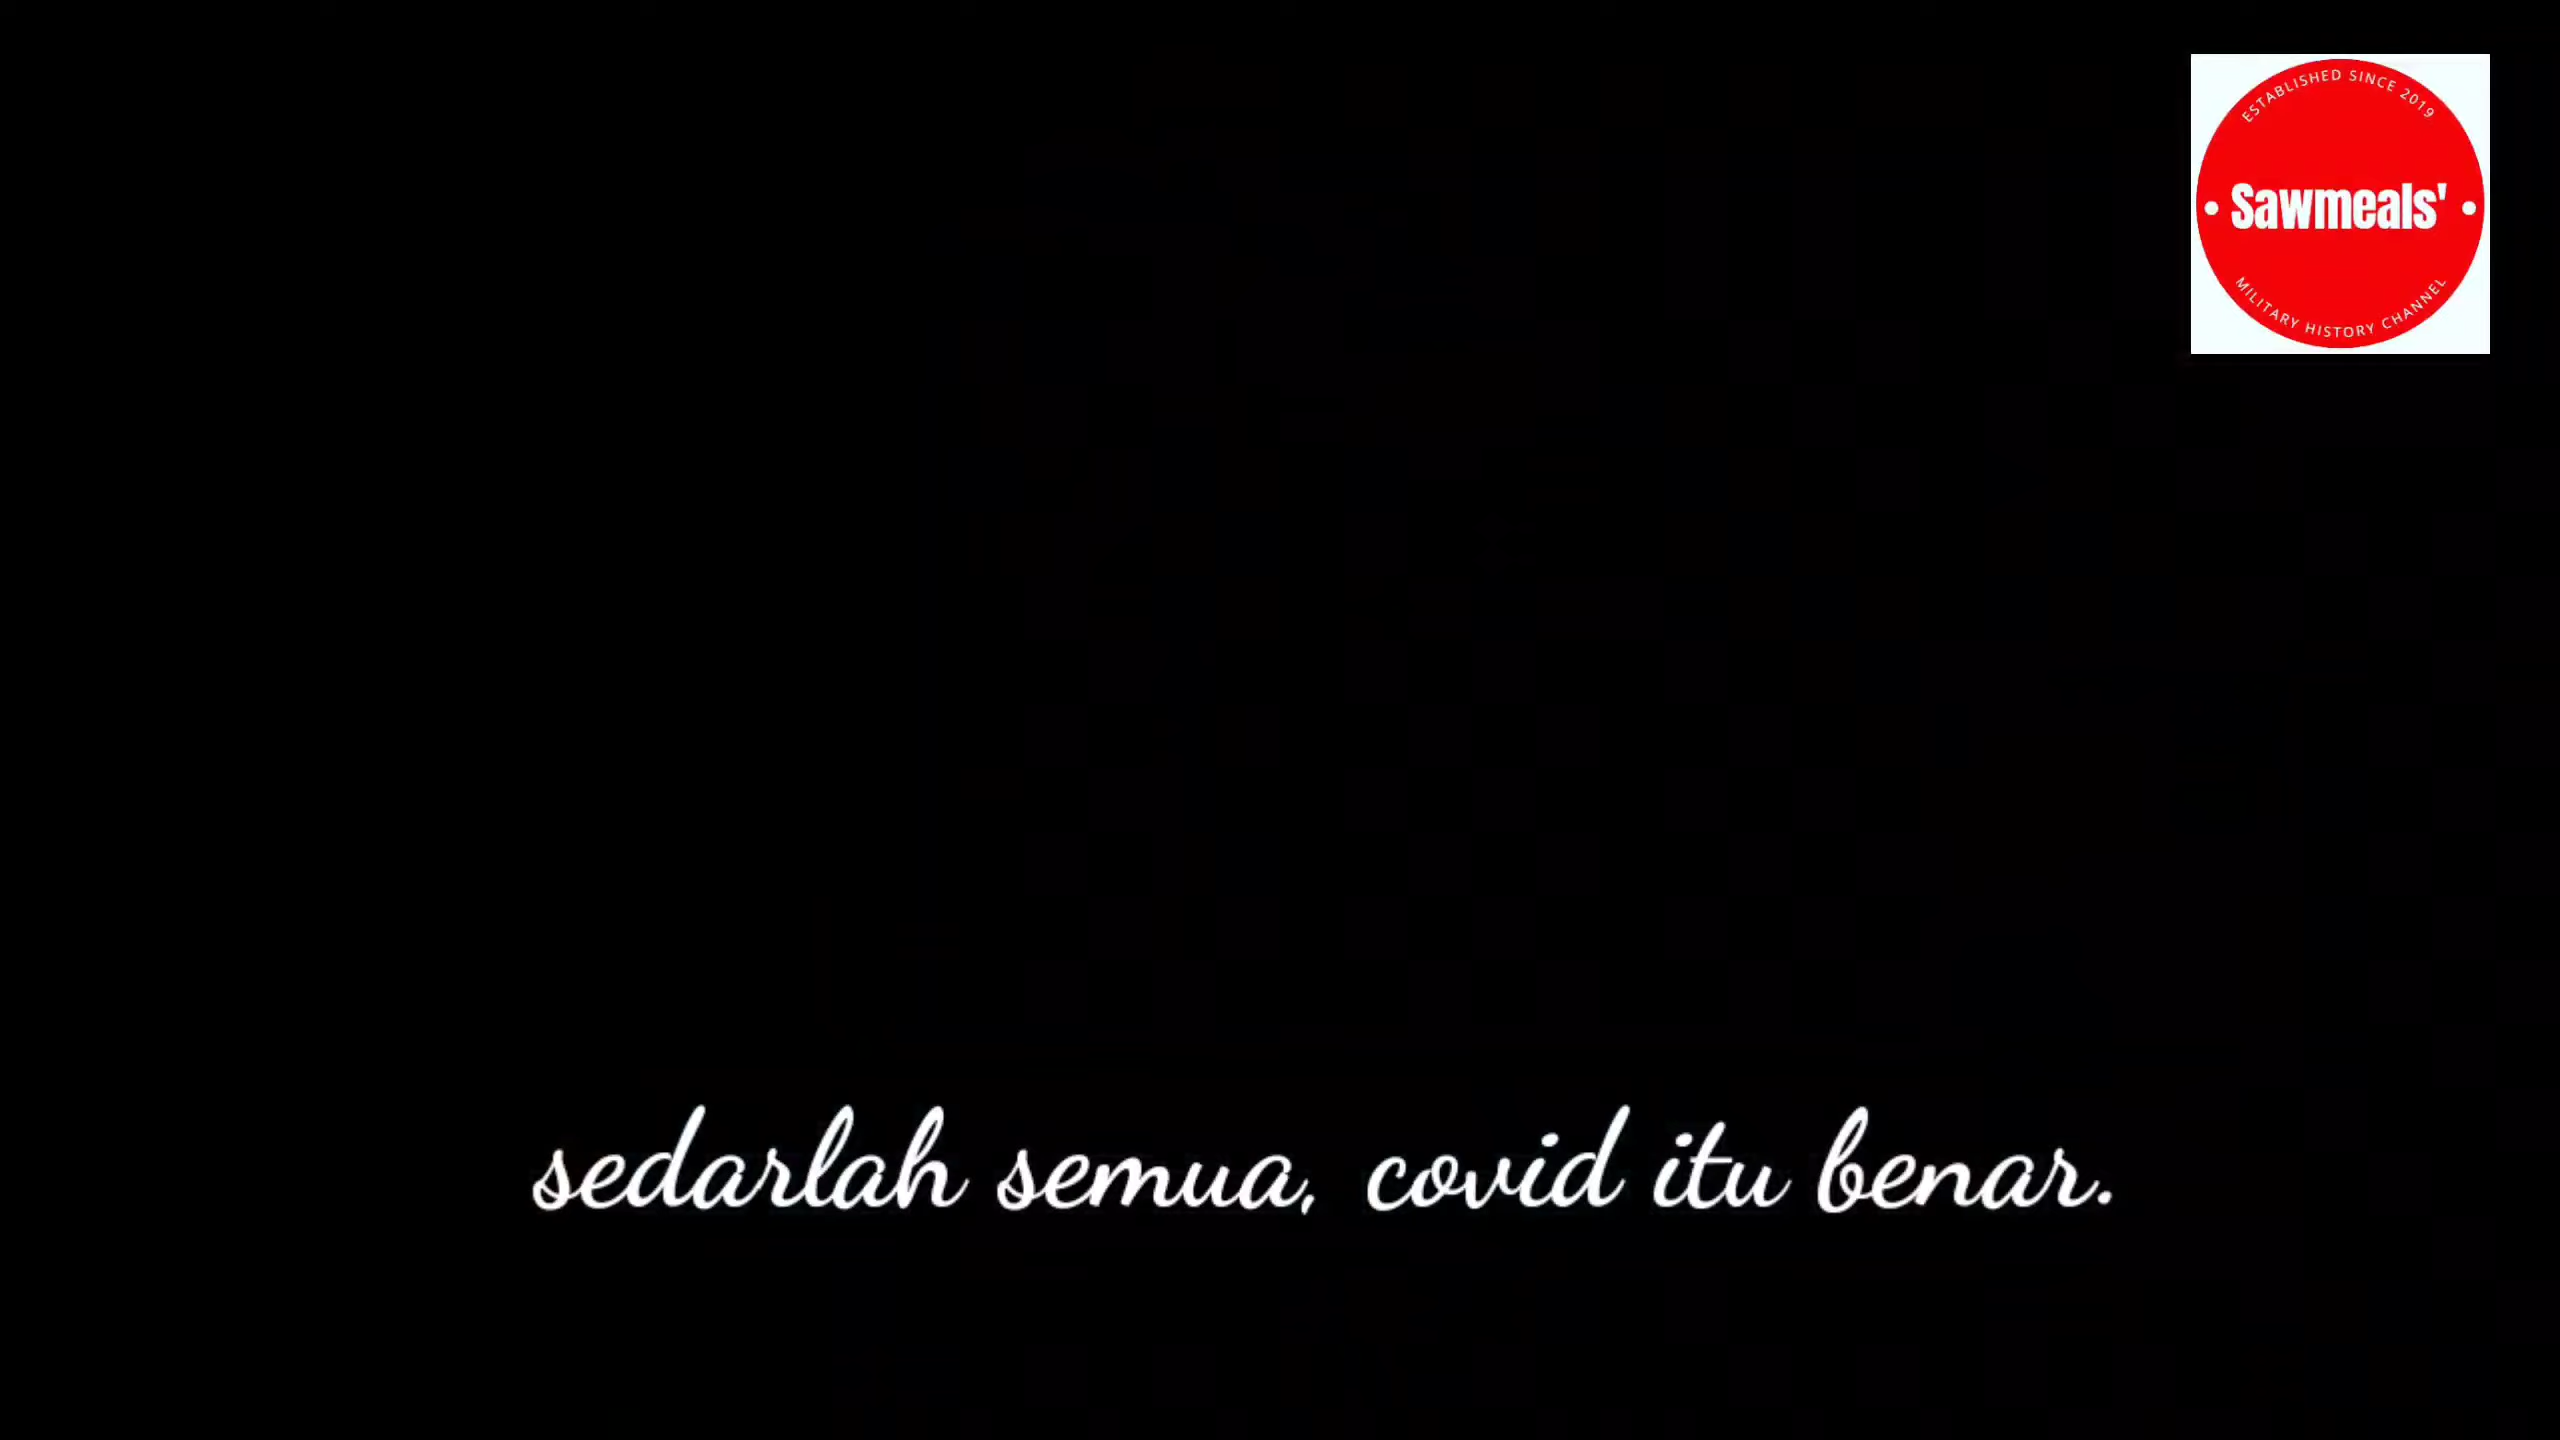 ESTABLISHED SINCE 2019
Sawmeals'
MILITARY HISTORY CHANNEL
sedarlah semua, covid itu benar.